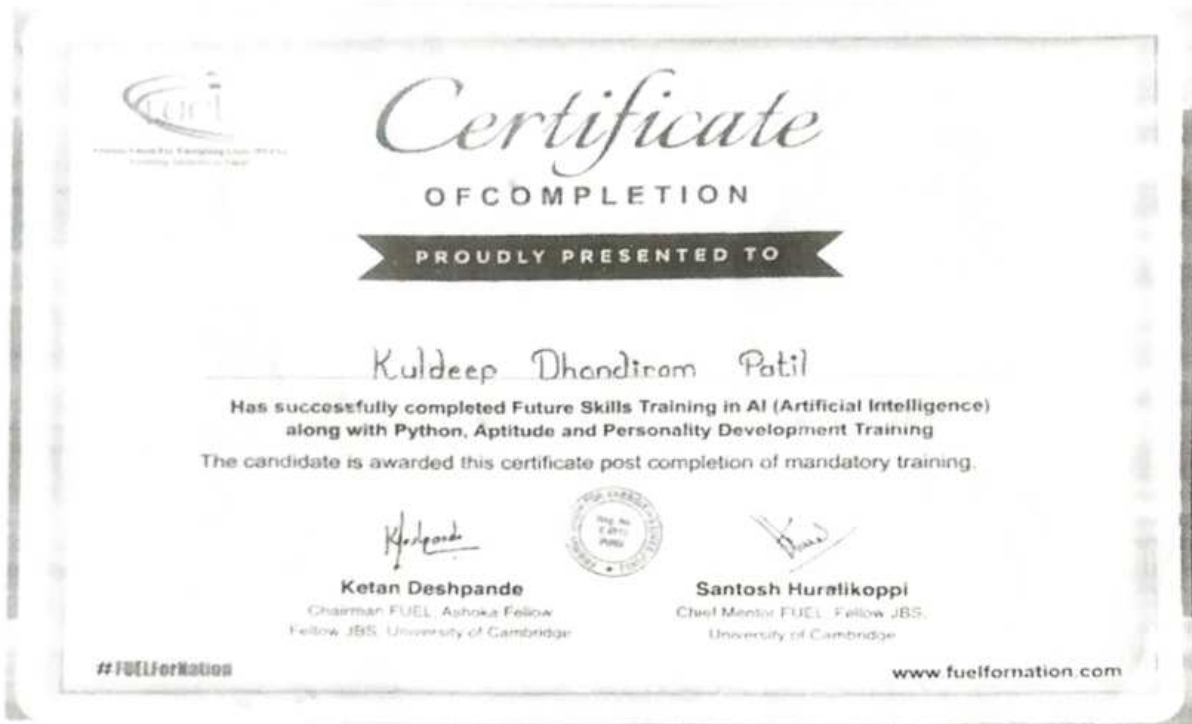 fuel
Certificate
OFCOMPLETION
PROUDLY PRESENTED TO
Kuldeep Dhondiram Patil
Has successfully completed Future Skills Training in AI (Artificial Intelligence)
along with Python, Aptitude and Personality Development Training
The candidate is awarded this certificate post completion of mandatory training.
Ketan Deshpande
Chairman FUEL, Ashoka Fellow
Fellow JBS, University of Cambridge
Santosh Huralikoppi
Chief Mentor FUEL, Fellow JBS,
University of Cambridge
#FUELForNation
www.fuelfornation.com